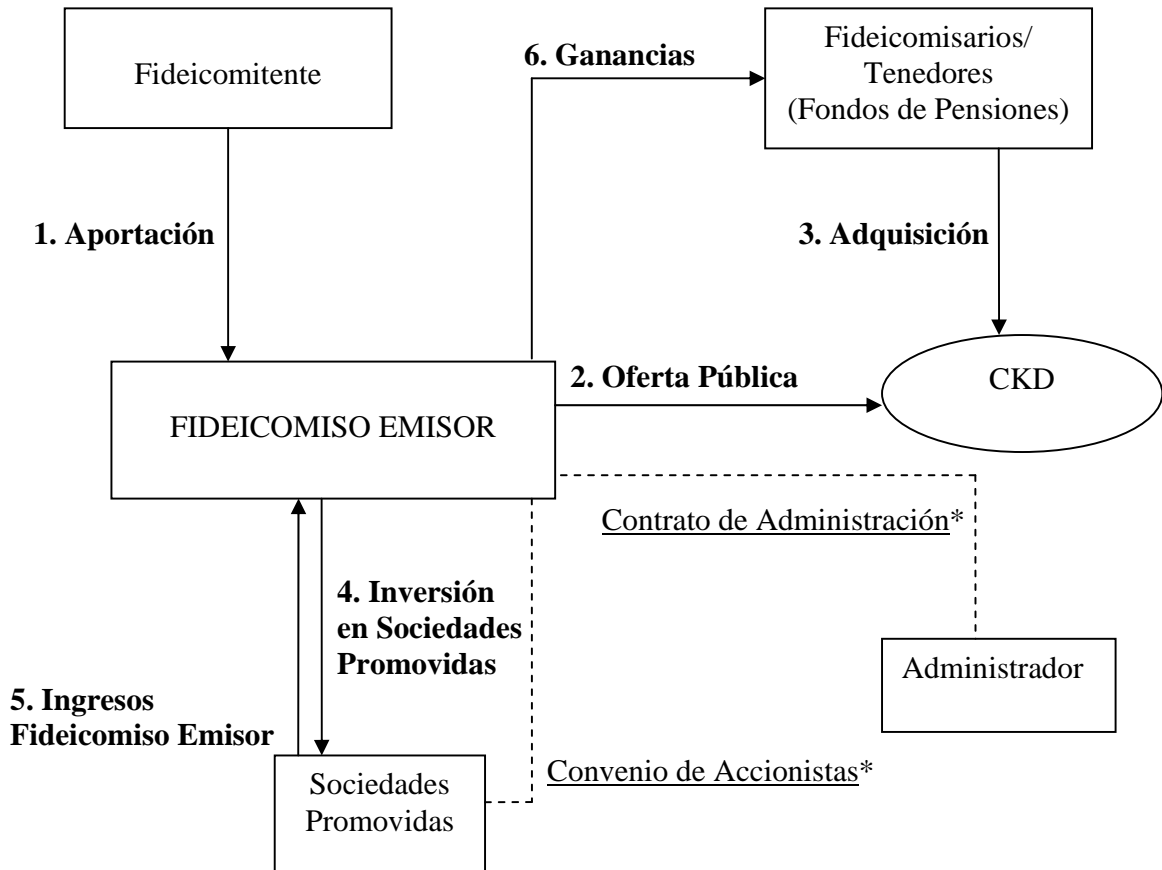 Fideicomitente
6. Ganancias
Fideicomisarios/
Tenedores
(Fondos de Pensiones)
1. Aportación
3. Adquisición
2. Oferta Pública
CKD
FIDEICOMISO EMISOR
Contrato de Administración*
4. Inversión
en Sociedades
Promovidas
Administrador
5. Ingresos
Fideicomiso Emisor
Convenio de Accionistas*
Sociedades
Promovidas